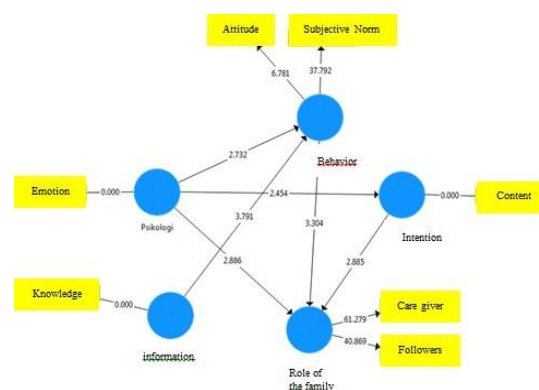 Attitude
Subjective Norm
6.781
37.792
2.732
Behavior
Emotion
0.000
2.454
0.000
Content
Psikologi
3.791
3.304
Intention
2.886
2.885
Knowledge
0.000
Care giver
61.279
40.869
Followers
information
Role of
the family